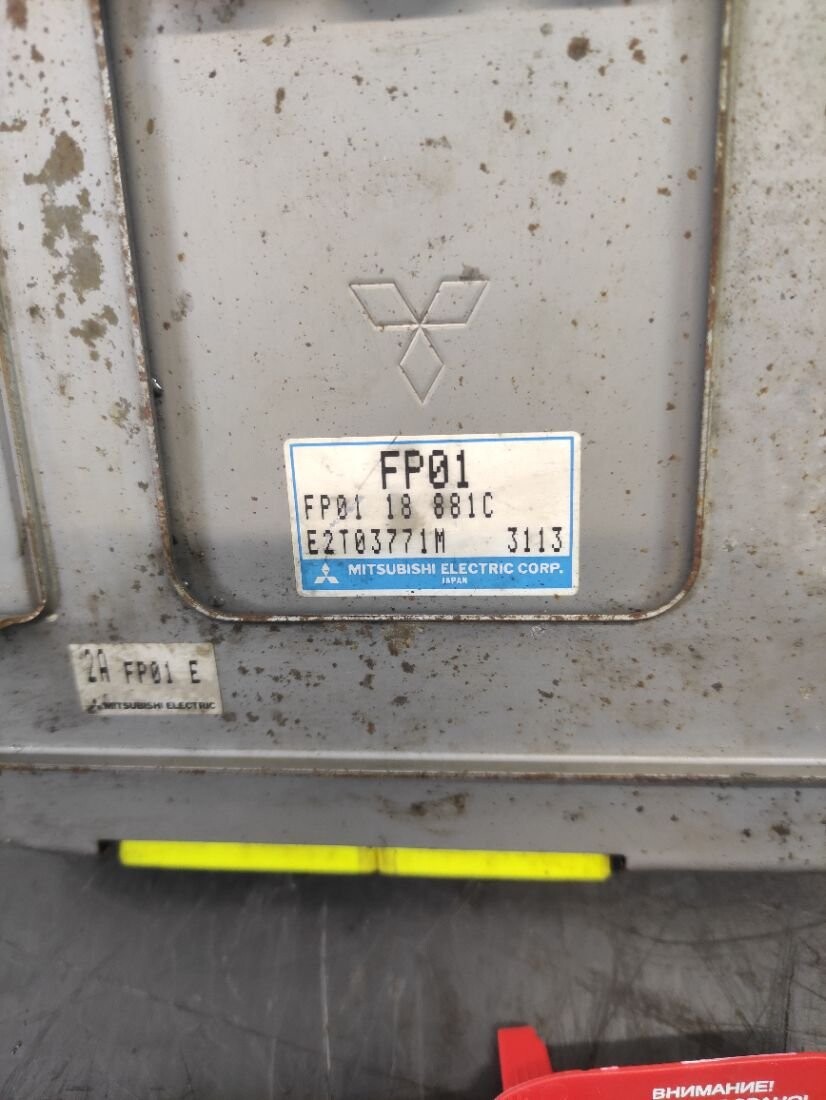 FP01
FP01 18 881C
E2T03771M 3113
MITSUBISHI ELECTRIC CORP.
JAPAN
2A FP01 E
MITSUBISHI ELECTRIC
ВНИМАНИЕ!